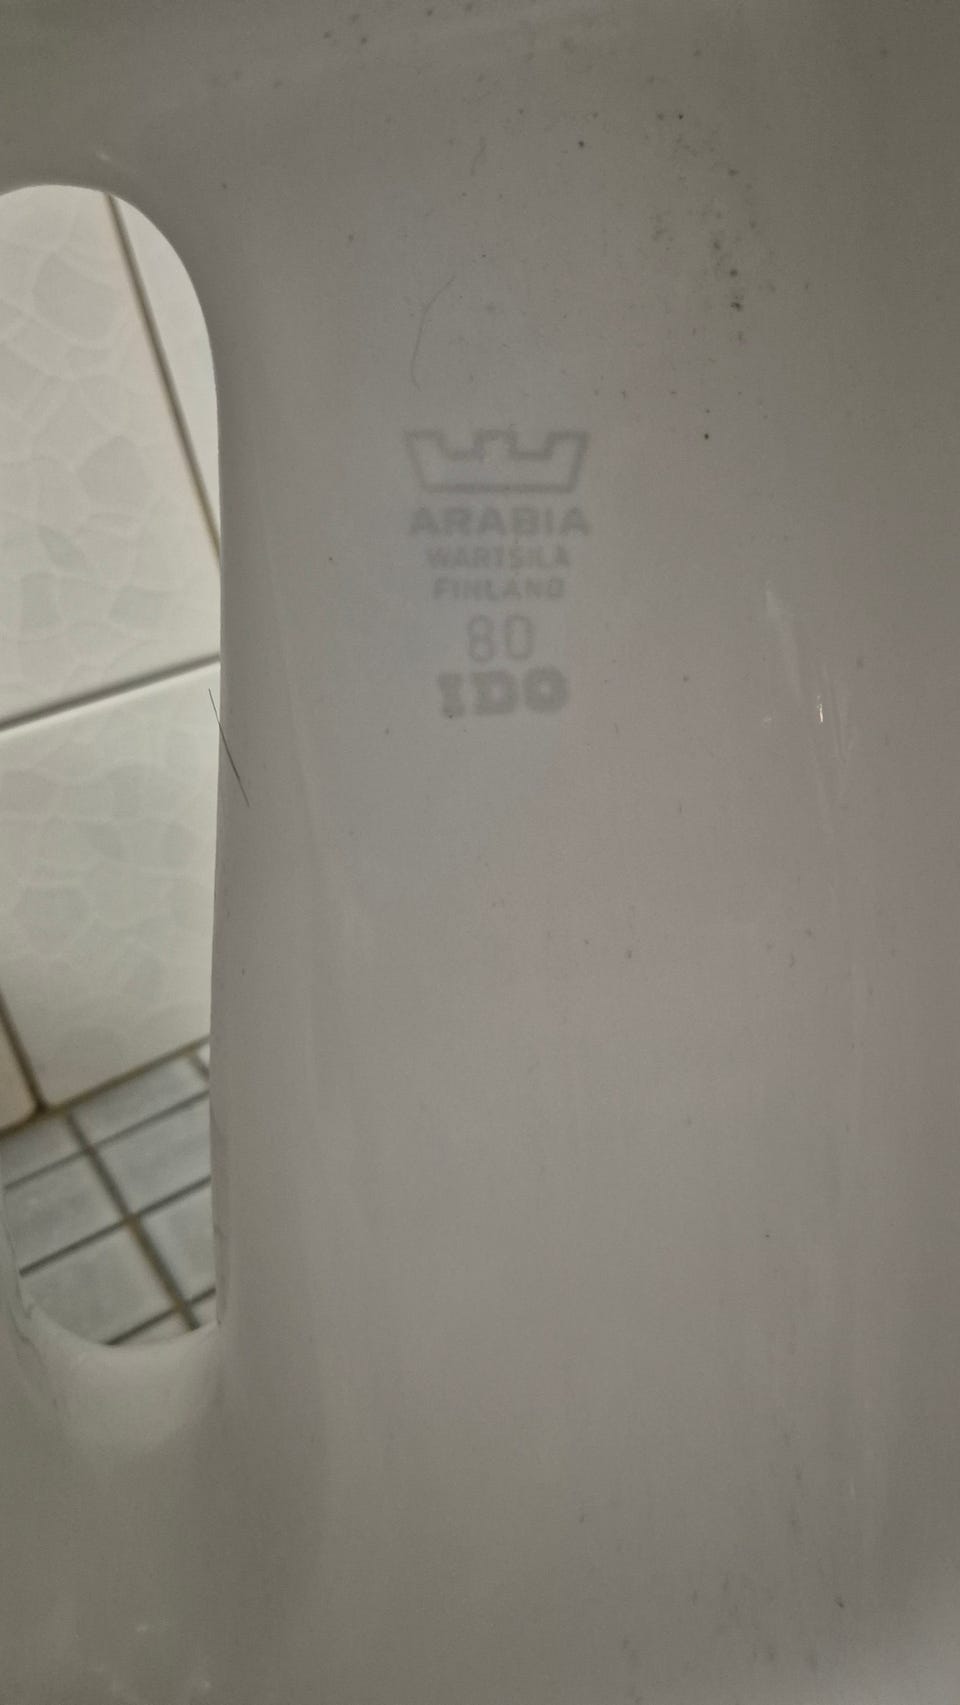 ARABIA
WÄRTSILÄ
FINLAND
80
IDO